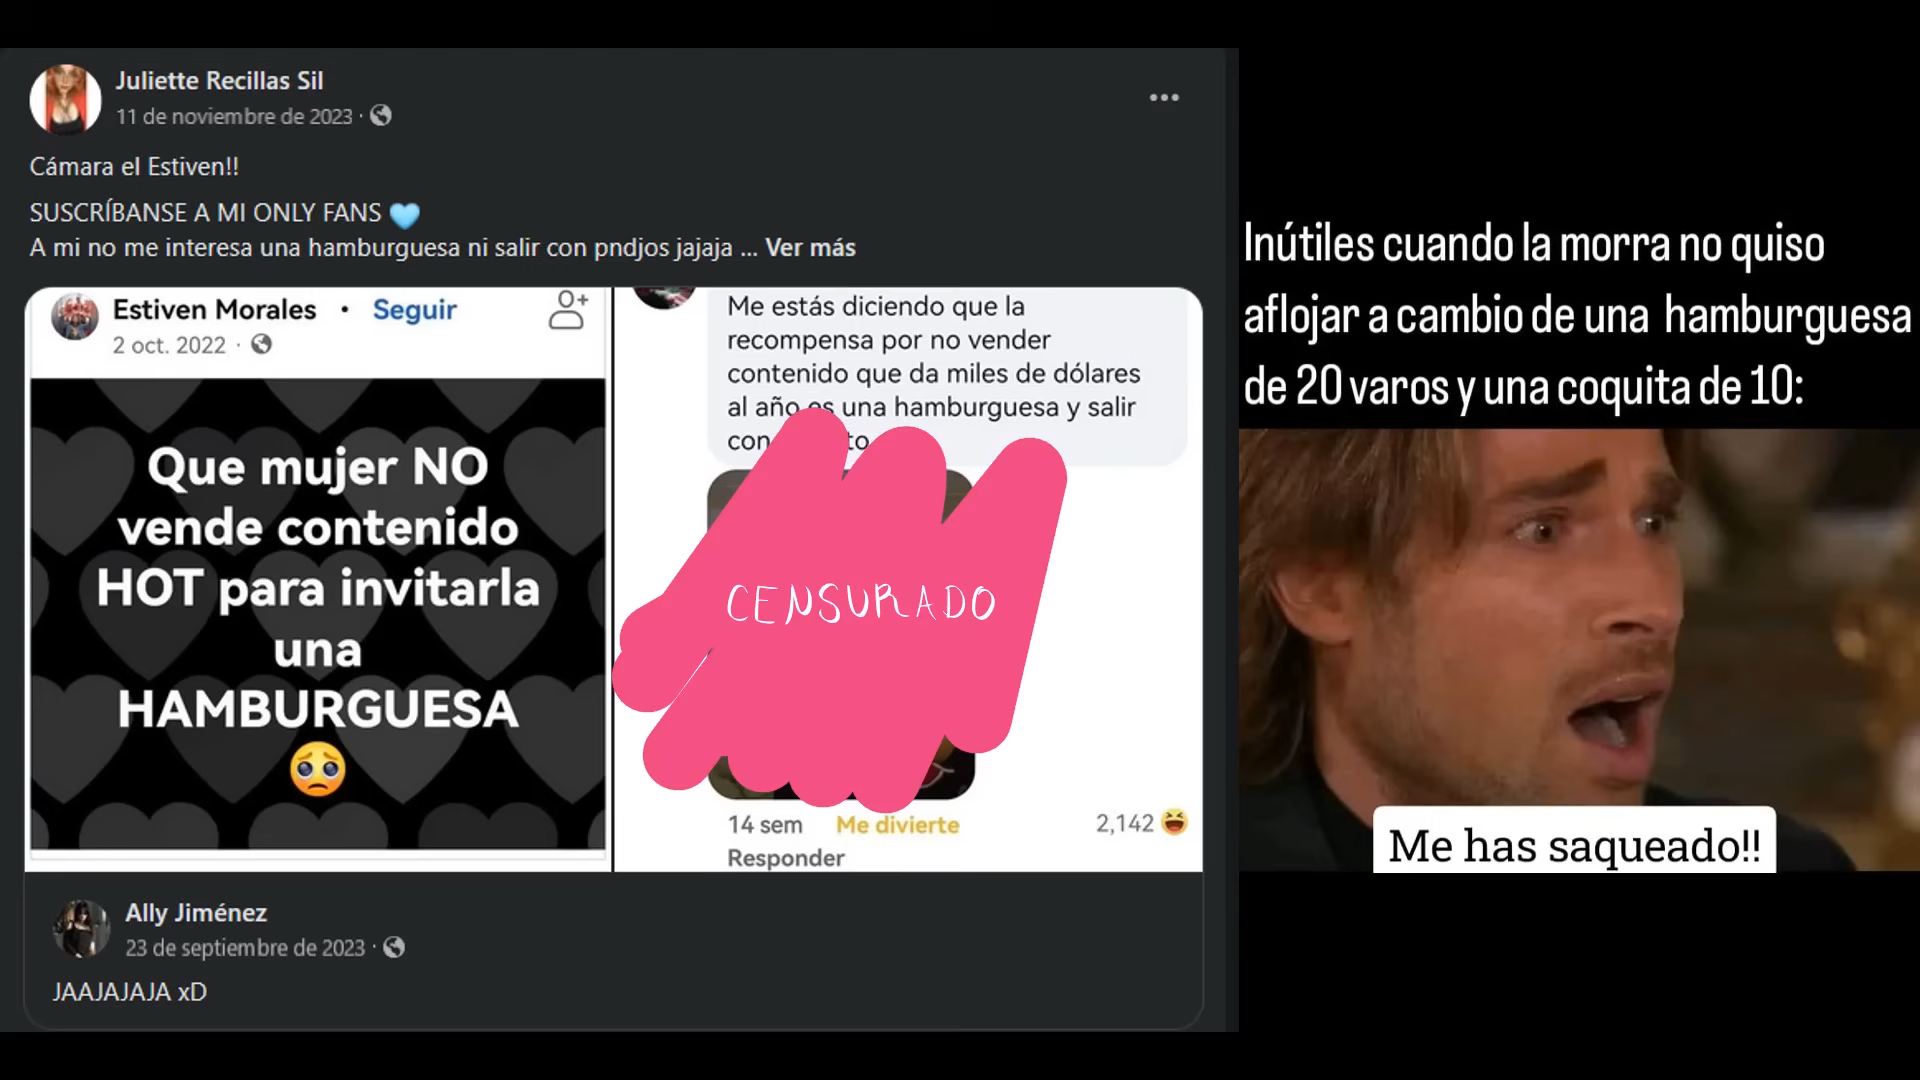 Juliette Recillas Sil
11 de noviembre de 2023 ·
Cámara el Estiven!!
SUSCRÍBANSE A MI ONLY FANS 🩵
A mi no me interesa una hamburguesa ni salir con pndjos jajaja ... Ver más
Estiven Morales • Seguir
2 oct. 2022 ·
Que mujer NO
vende contenido
HOT para invitarla
una
HAMBURGUESA
🥺
Me estás diciendo que la
recompensa por no vender
contenido que da miles de dólares
al año es una hamburguesa y salir
con
CENSURADO
14 sem Me divierte 2,142 😆
Responder
Ally Jiménez
23 de septiembre de 2023 ·
JAAJAJAJA xD
Inútiles cuando la morra no quiso
aflojar a cambio de una hamburguesa
de 20 varos y una coquita de 10:
Me has saqueado!!